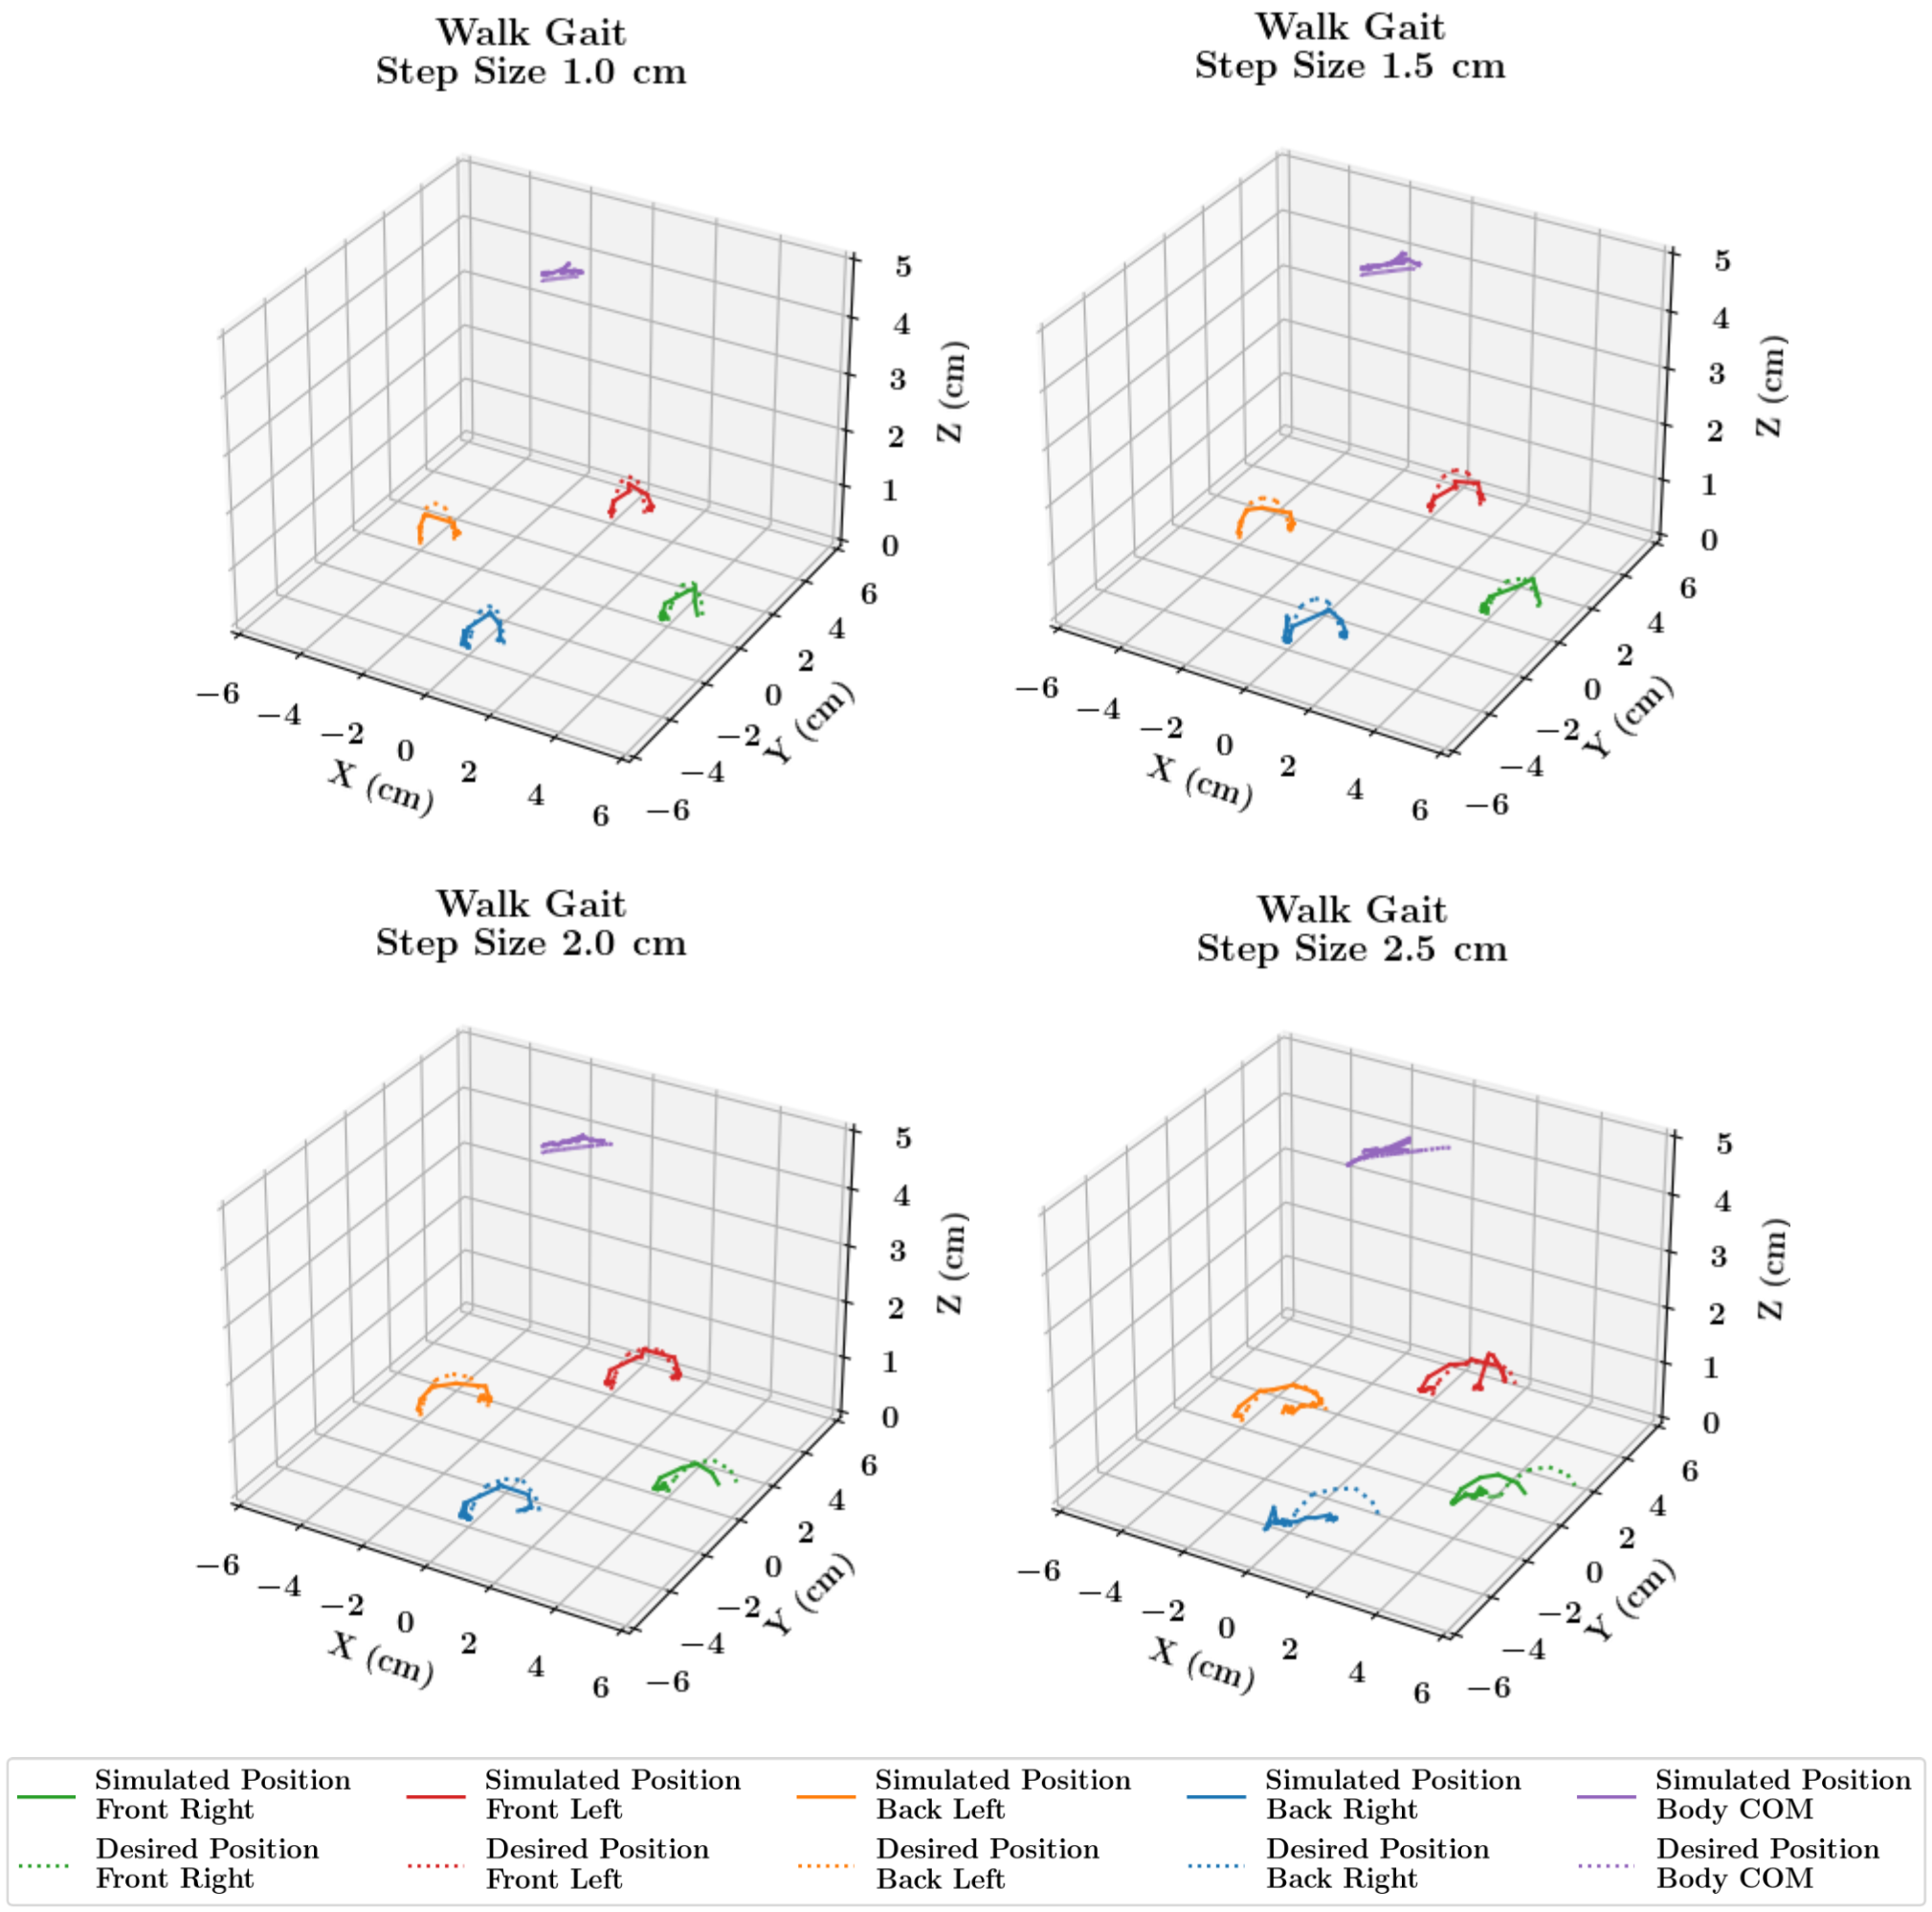 Walk Gait
Step Size 1.0 cm
5
4
3
2
1
0
Z (cm)
6
4
2
0
−2
−4
−6
Y (cm)
−6
−4
−2
0
2
4
6
X (cm)
Walk Gait
Step Size 1.5 cm
5
4
3
2
1
0
Z (cm)
6
4
2
0
−2
−4
−6
Y (cm)
−6
−4
−2
0
2
4
6
X (cm)
Walk Gait
Step Size 2.0 cm
5
4
3
2
1
0
Z (cm)
6
4
2
0
−2
−4
−6
Y (cm)
−6
−4
−2
0
2
4
6
X (cm)
Walk Gait
Step Size 2.5 cm
5
4
3
2
1
0
Z (cm)
6
4
2
0
−2
−4
−6
Y (cm)
−6
−4
−2
0
2
4
6
X (cm)
Simulated Position
Front Right
Desired Position
Front Right
Simulated Position
Front Left
Desired Position
Front Left
Simulated Position
Back Left
Desired Position
Back Left
Simulated Position
Back Right
Desired Position
Back Right
Simulated Position
Body COM
Desired Position
Body COM